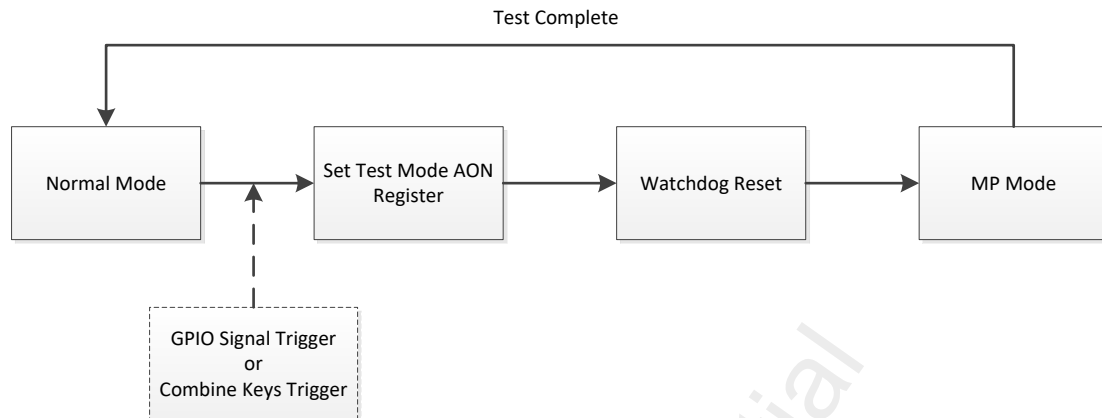 Test Complete
Normal Mode
Set Test Mode AON
Register
Watchdog Reset
MP Mode
GPIO Signal Trigger
or
Combine Keys Trigger